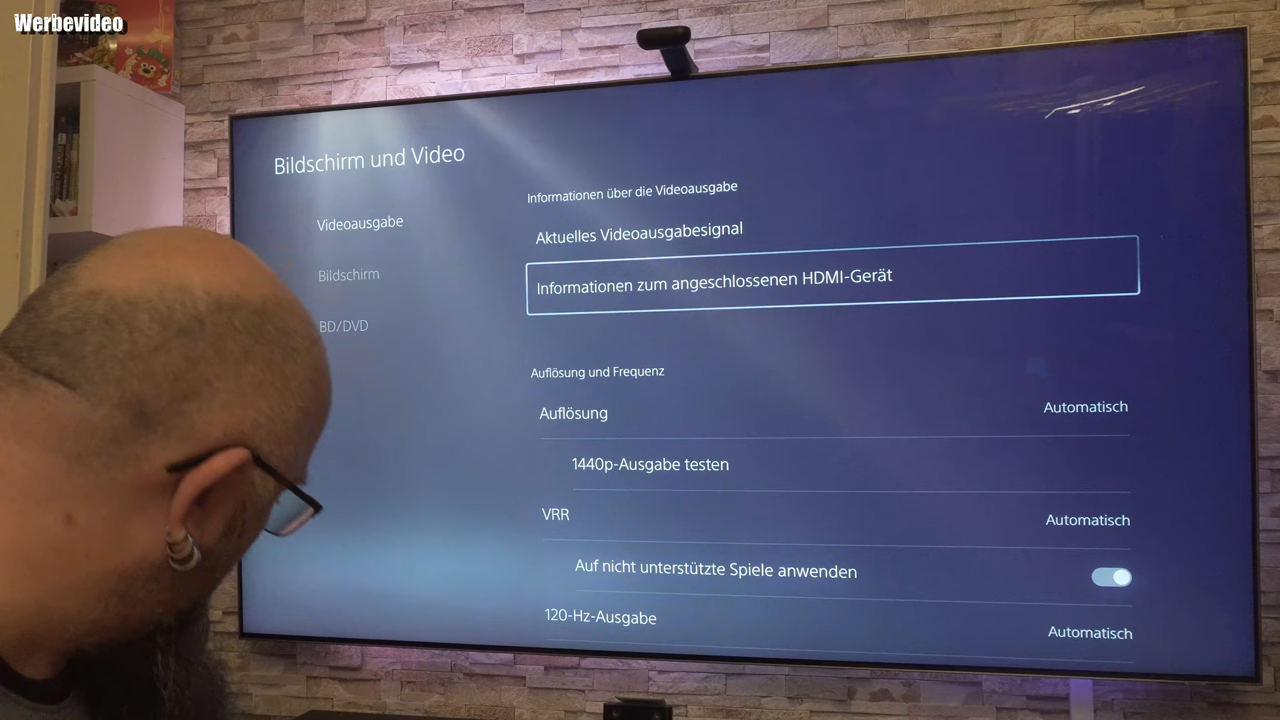 Werbevideo
Bildschirm und Video
Videoausgabe
Bildschirm
BD/DVD
Informationen über die Videoausgabe
Aktuelles Videoausgabesignal
Informationen zum angeschlossenen HDMI-Gerät
Auflösung und Frequenz
Auflösung Automatisch
1440p-Ausgabe testen
VRR Automatisch
Auf nicht unterstützte Spiele anwenden
120-Hz-Ausgabe Automatisch